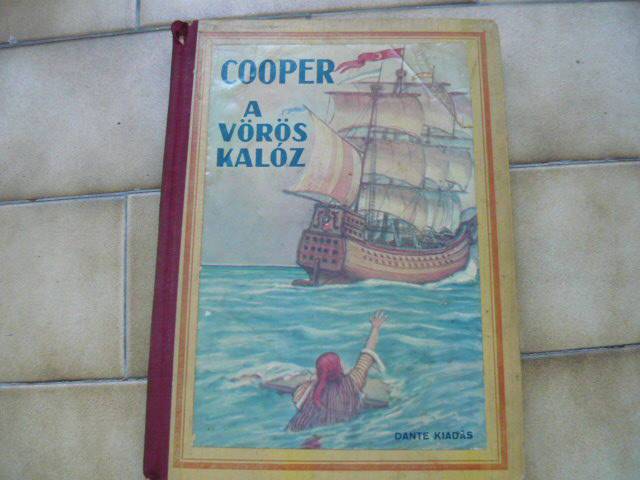 COOPER
A
VÖRÖS
KALÓZ
DANTE KIADÁS